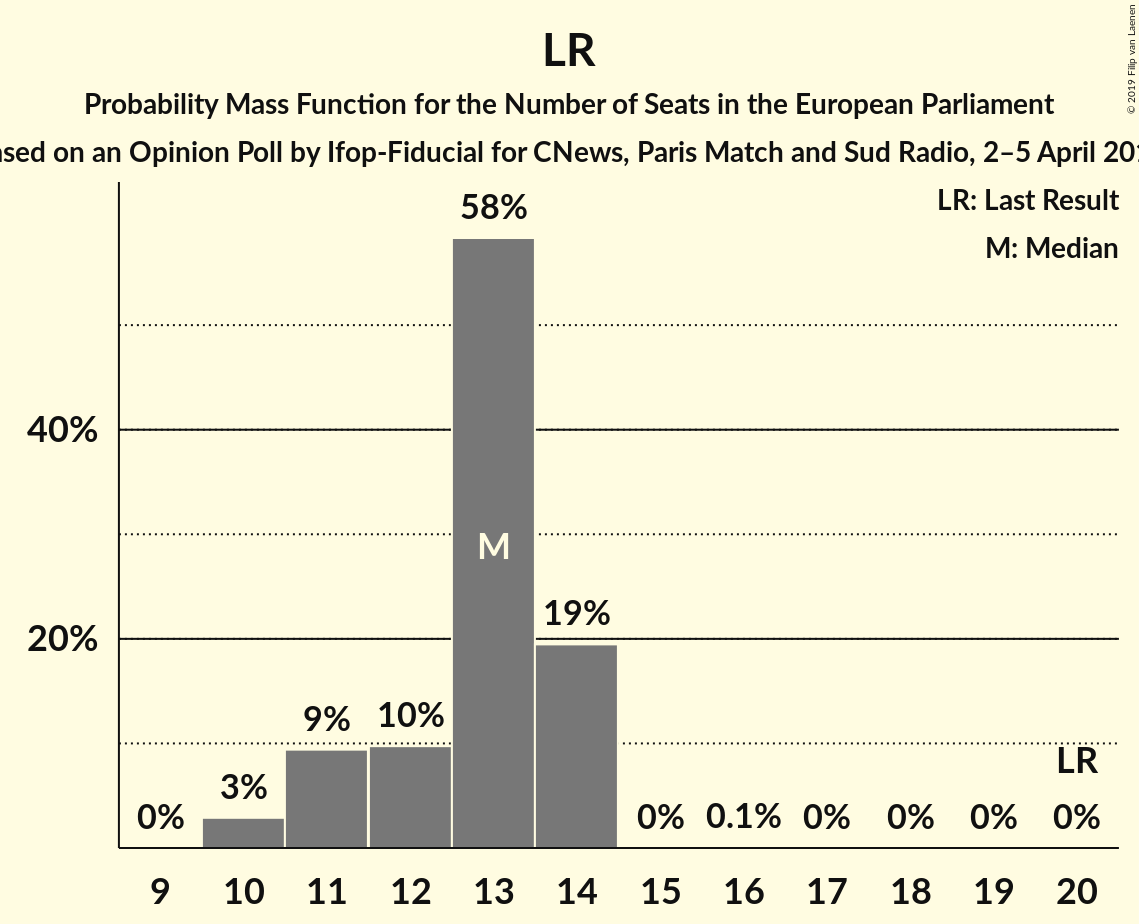 LR
Probability Mass Function for the Number of Seats in the European Parliament
on an Opinion Poll by Ifop-Fiducial for CNews, Paris Match and Sud Radio, 2–5 April
© 2019 Filip van Laenen
LR: Last Result
M: Median
58%
40%
M
19%
20%
9% 10%
3%
LR
0% 0% 0.1% 0% 0% 0% 0%
9 10 11 12 13 14 15 16 17 18 19 20